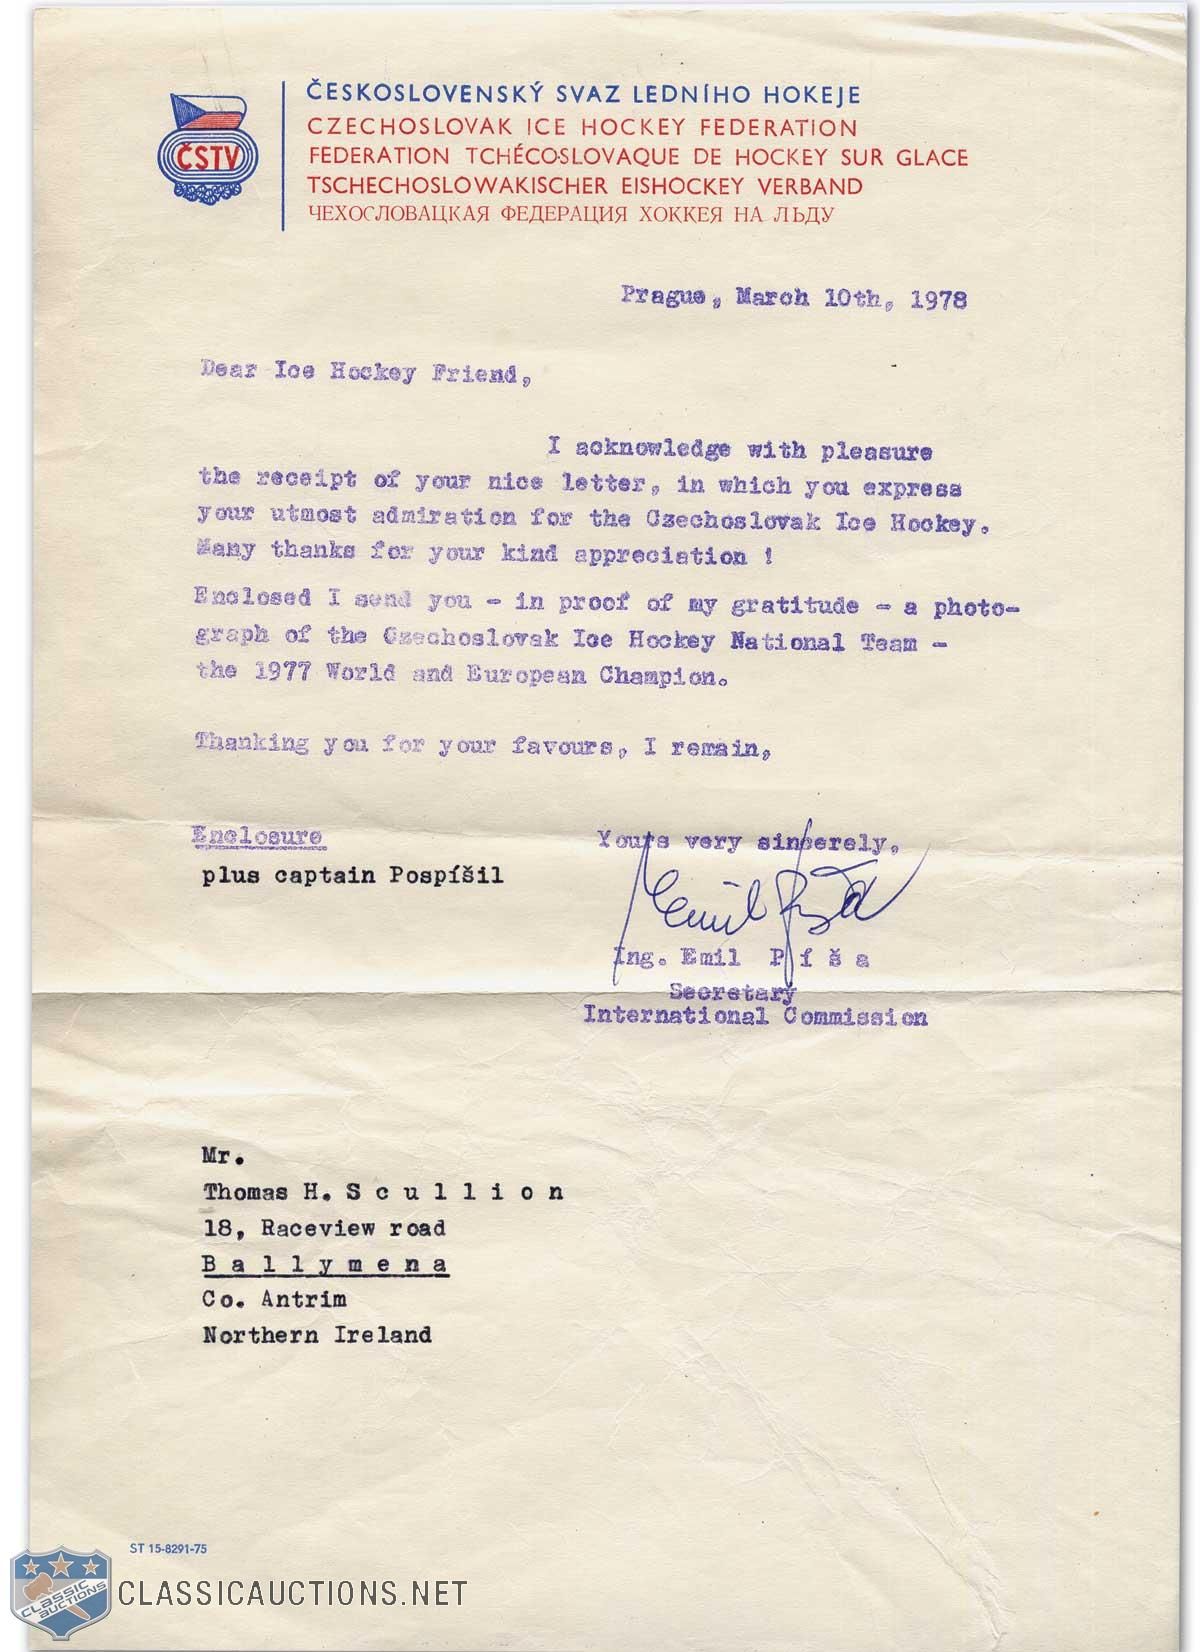 ČSTV
ČESKOSLOVENSKÝ SVAZ LEDNÍHO HOKEJE
CZECHOSLOVAK ICE HOCKEY FEDERATION
FEDERATION TCHÉCOSLOVAQUE DE HOCKEY SUR GLACE
TSCHECHOSLOWAKISCHER EISHOCKEY VERBAND
ЧЕХОСЛОВАЦКАЯ ФЕДЕРАЦИЯ ХОККЕЯ НА ЛЬДУ
Prague, March 10th, 1978
Dear Ice Hockey Friend,
I acknowledge with pleasure
the receipt of your nice letter, in which you express
your utmost admiration for the Czechoslovak Ice Hockey.
Many thanks for your kind appreciation !
Enclosed I send you - in proof of my gratitude - a photo-
graph of the Czechoslovak Ice Hockey National Team -
the 1977 World and European Champion.
Thanking you for your favours, I remain,
Enclosure
plus captain Pospíšil
Yours very sincerely,
Emil Píša
Ing. Emil P í š a
Secretary
International Commission
Mr.
Thomas H. S c u l l i o n
18, Raceview road
B a l l y m e n a
Co. Antrim
Northern Ireland
ST 15-8291-75
CLASSIC AUCTIONS
CLASSICAUCTIONS.NET